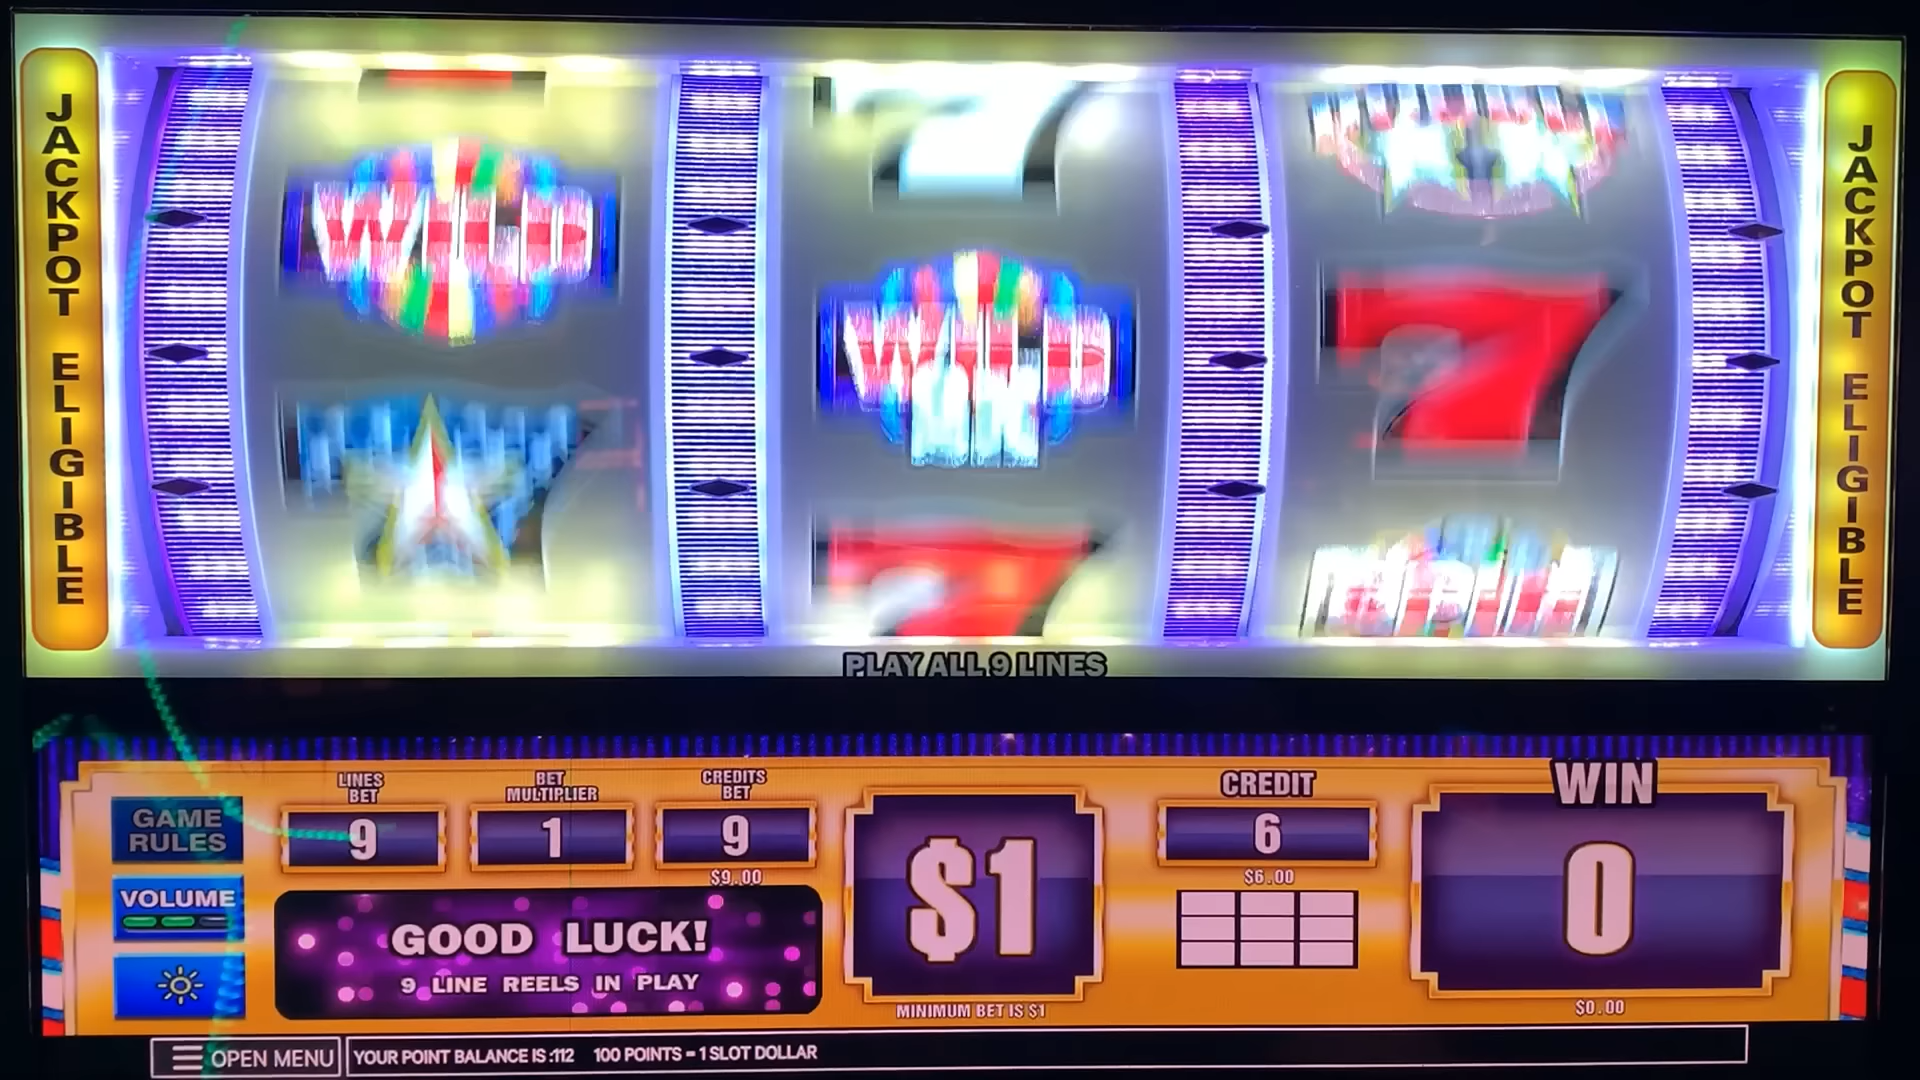 JACKPOT ELIGIBLE
WILD
WILD
JACKPOT ELIGIBLE
PLAY ALL 9 LINES
LINES
BET
9
BET
MULTIPLIER
1
CREDITS
BET
9
$9.00
$1
MINIMUM BET IS $1
CREDIT
6
$6.00
WIN
0
$0.00
GAME
RULES
VOLUME
GOOD LUCK!
9 LINE REELS IN PLAY
OPEN MENU
YOUR POINT BALANCE IS :112 100 POINTS = 1 SLOT DOLLAR